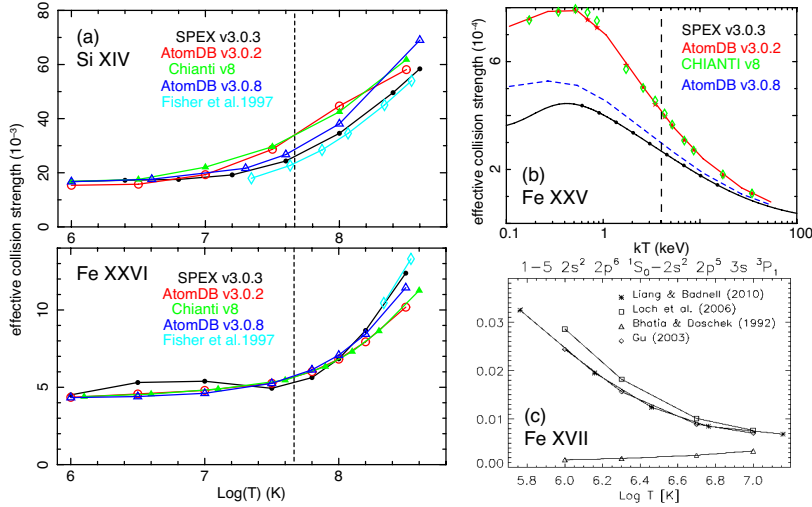 (a)
Si XIV
SPEX v3.0.3
AtomDB v3.0.2
Chianti v8
AtomDB v3.0.8
Fisher et al.1997
80
60
40
20
0
6 7 8
Fe XXVI
SPEX v3.0.3
AtomDB v3.0.2
Chianti v8
AtomDB v3.0.8
Fisher et al.1997
10
5
0
6 7 8
Log(T) (K)
effective collision strength (10⁻³)
SPEX v3.0.3
AtomDB v3.0.2
CHIANTI v8
AtomDB v3.0.8
(b)
Fe XXV
effective collision strength (10⁻⁴)
6
4
2
0.1 1 10 100
kT (keV)
1−5 2s² 2p⁶ ¹S₀−2s² 2p⁵ 3s ³P₁
Liang & Badnell (2010)
Loch et al. (2006)
Bhatia & Doschek (1992)
Gu (2003)
0.03
0.02
0.01
0.00
(c)
Fe XVII
5.8 6.0 6.2 6.4 6.6 6.8 7.0
Log T [K]